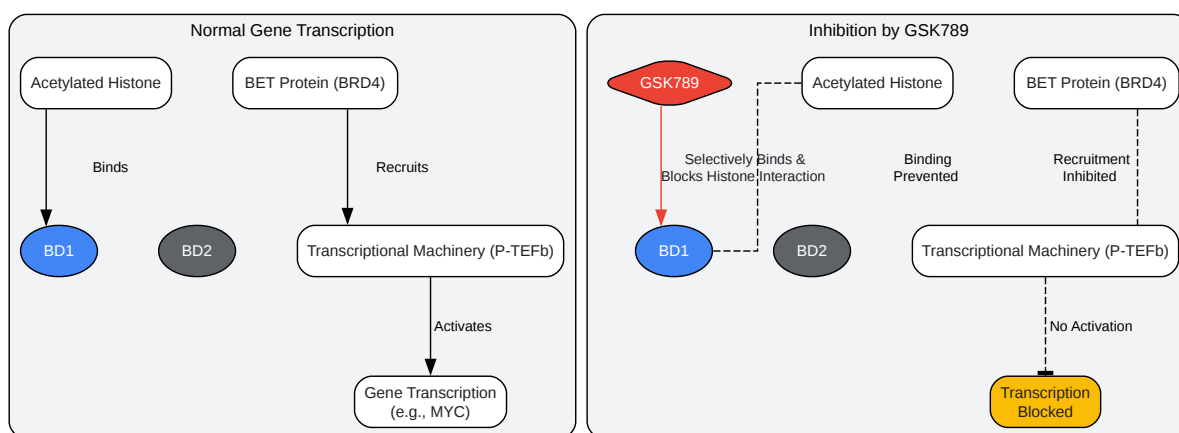 Normal Gene Transcription
Acetylated Histone
BET Protein (BRD4)
Binds
Recruits
BD1
BD2
Transcriptional Machinery (P-TEFb)
Activates
Gene Transcription
(e.g., MYC)
Inhibition by GSK789
GSK789
Acetylated Histone
BET Protein (BRD4)
Selectively Binds &
Blocks Histone Interaction
Binding
Prevented
Recruitment
Inhibited
BD1
BD2
Transcriptional Machinery (P-TEFb)
No Activation
Transcription
Blocked